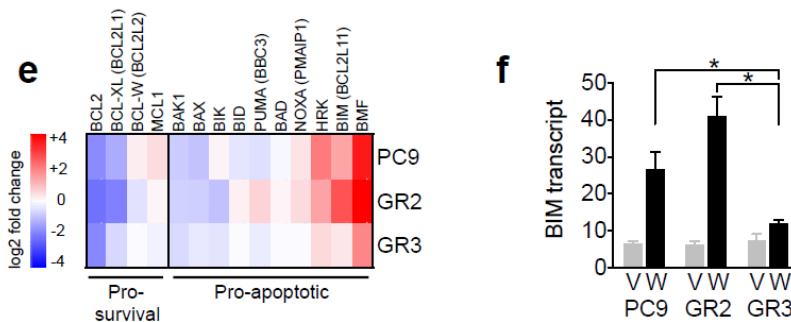 e
BCL2
BCL-XL (BCL2L1)
BCL-W (BCL2L2)
MCL1
BAK1
BAX
BIK
BID
PUMA (BBC3)
BAD
NOXA (PMAIP1)
HRK
BIM (BCL2L11)
BMF
log2 fold change
+4
+2
0
-2
-4
PC9
GR2
GR3
Pro-
survival
Pro-apoptotic
f
*
*
BIM transcript
50
40
30
20
10
0
V W V W V W
PC9 GR2 GR3